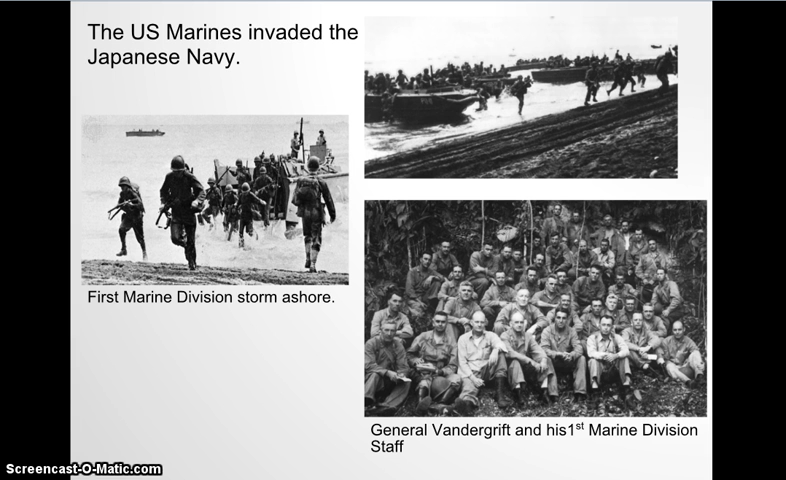 The US Marines invaded the
Japanese Navy.
First Marine Division storm ashore.
General Vandergrift and his1st Marine Division
Staff
Screencast-O-Matic.com